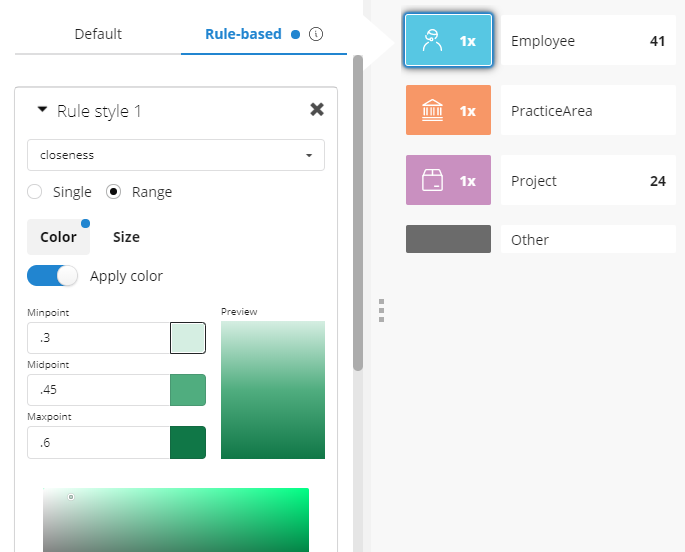 Default Rule-based
Rule style 1
closeness
Single Range
Color Size
Apply color
Minpoint
.3
Midpoint
.45
Maxpoint
.6
Preview
1x Employee 41
1x PracticeArea
1x Project 24
Other